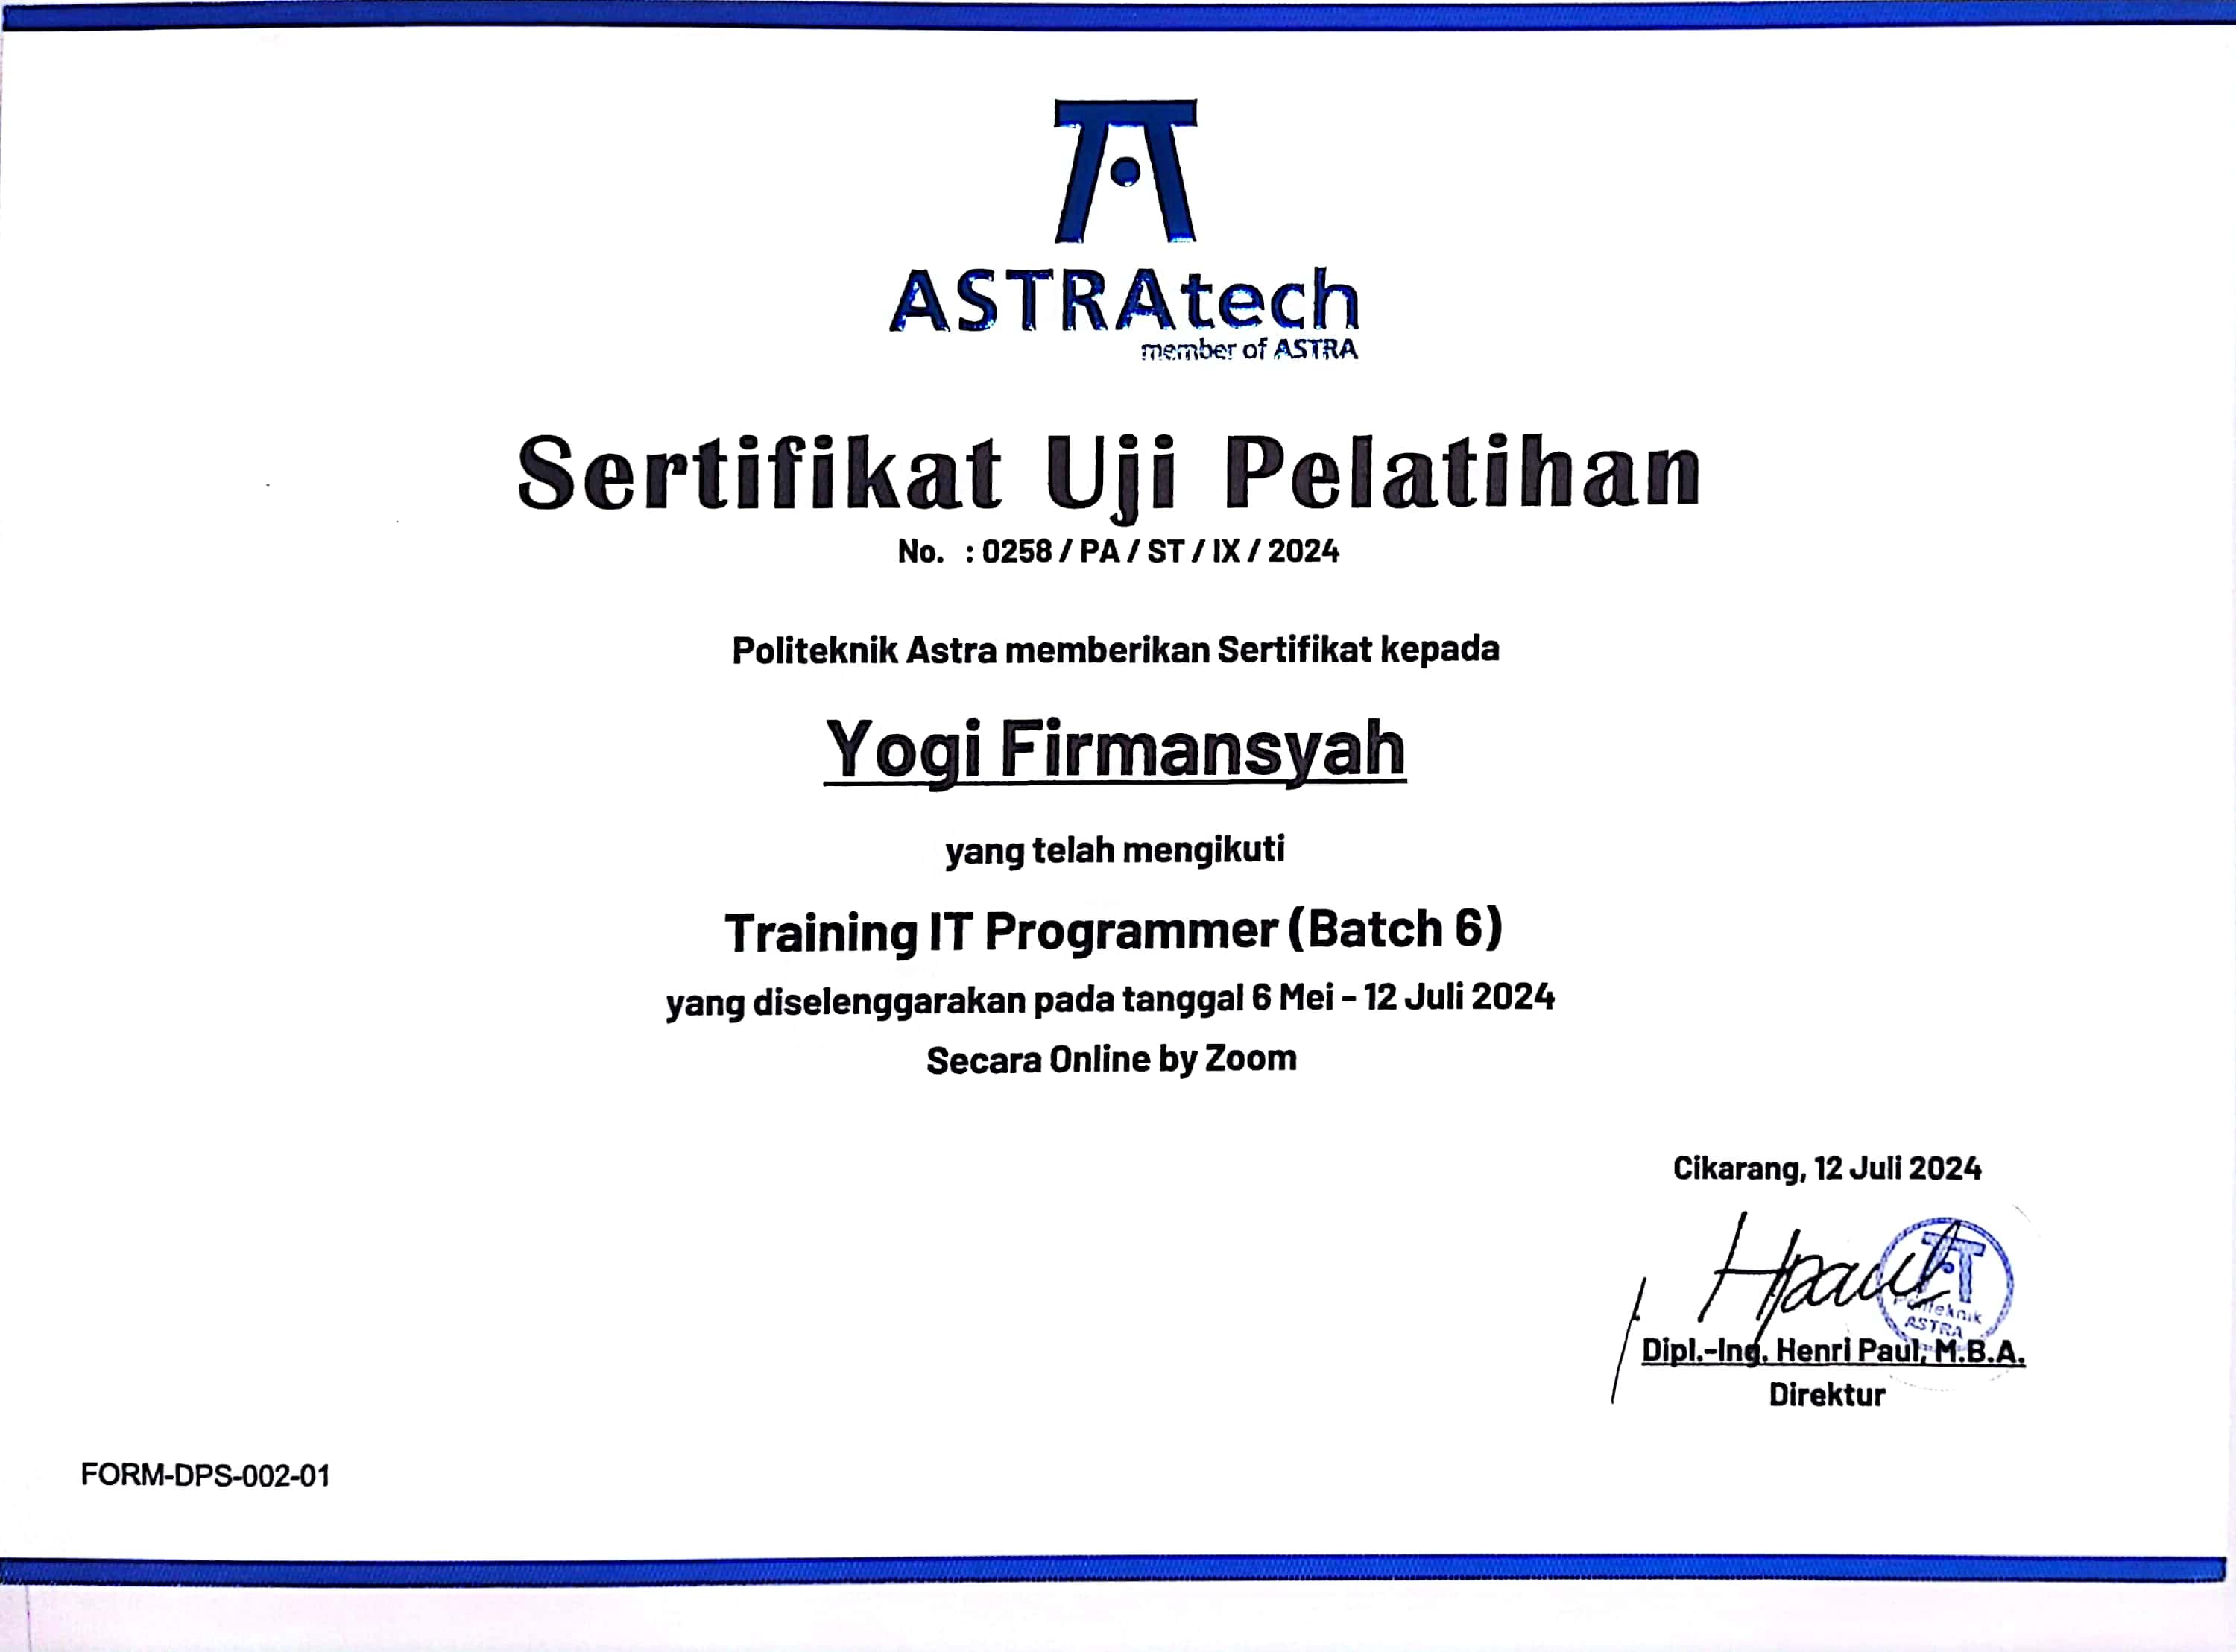 ASTRAtech
member of ASTRA
Sertifikat Uji Pelatihan
No. : 0258 / PA / ST / IX / 2024
Politeknik Astra memberikan Sertifikat kepada
Yogi Firmansyah
yang telah mengikuti
Training IT Programmer (Batch 6)
yang diselenggarakan pada tanggal 6 Mei - 12 Juli 2024
Secara Online by Zoom
Cikarang, 12 Juli 2024
Politeknik
ASTRA
Dipl.-Ing. Henri Paul, M.B.A.
Direktur
FORM-DPS-002-01